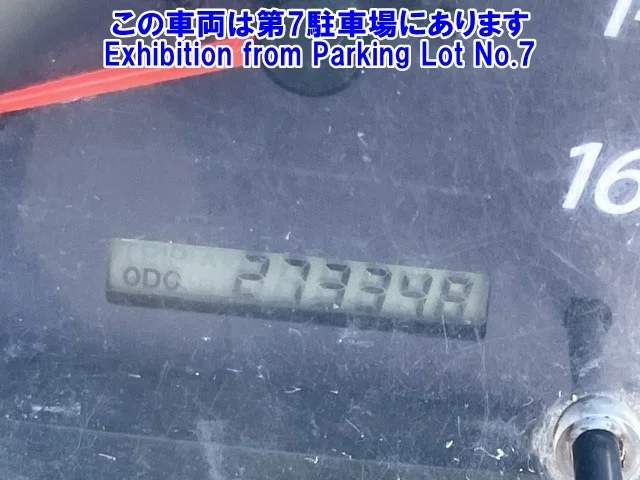 この車両は第7駐車場にあります
Exhibition from Parking Lot No.7
16
TRIP A
ODO 273349